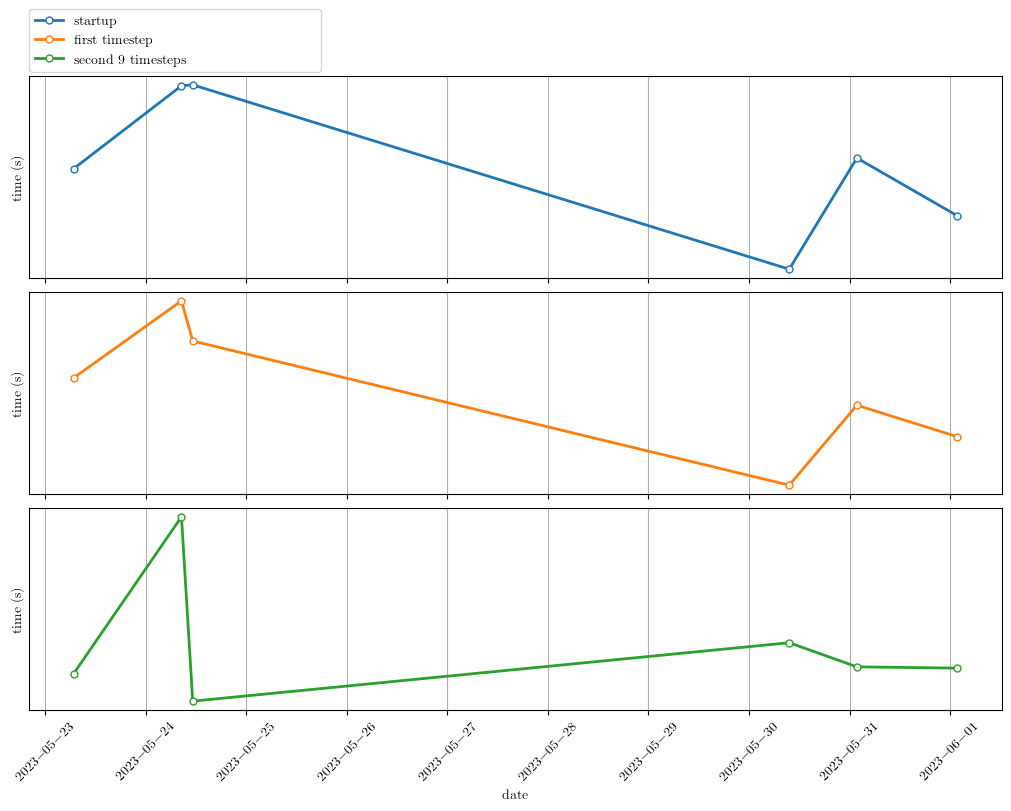 startup
first timestep
second 9 timesteps
time (s)
time (s)
time (s)
2023−05−23
2023−05−24
2023−05−25
2023−05−26
2023−05−27
2023−05−28
2023−05−29
2023−05−30
2023−05−31
2023−06−01
date